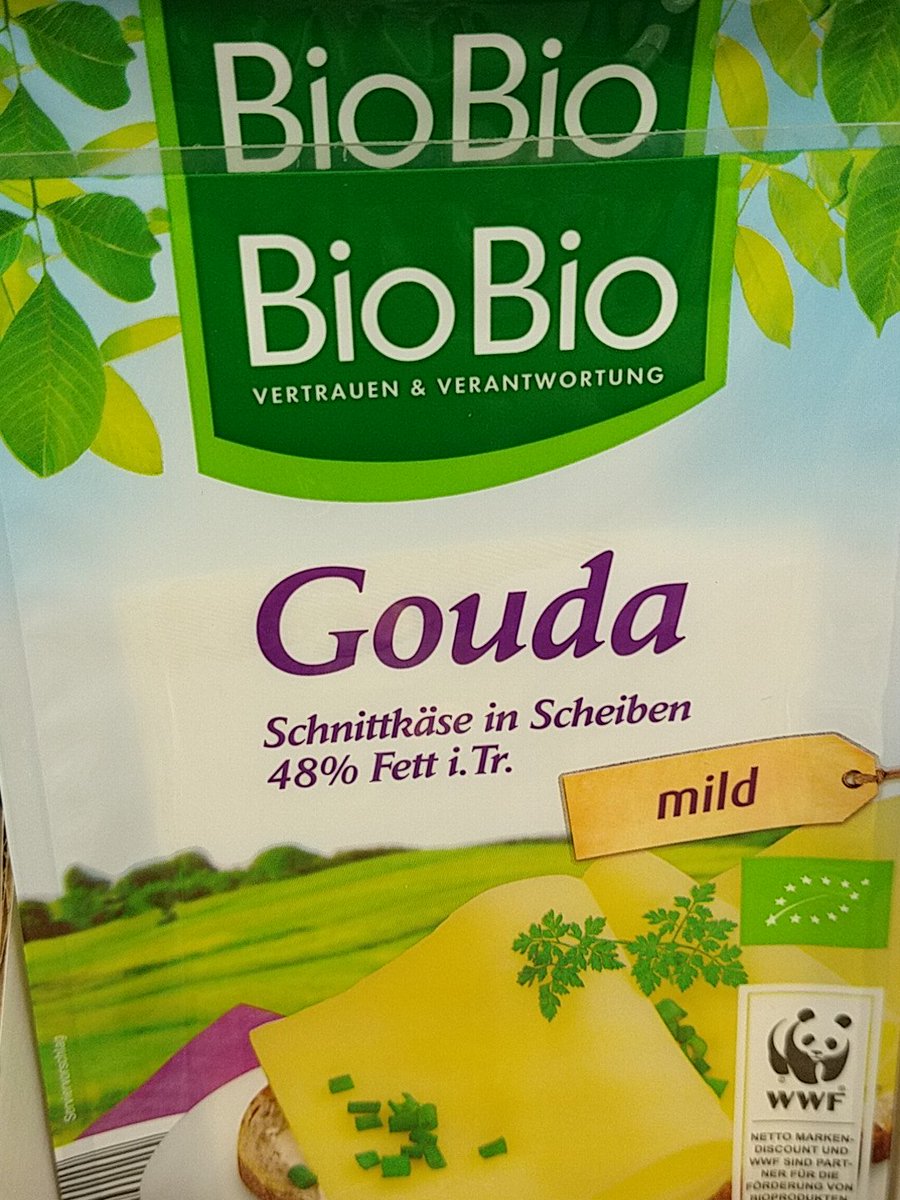 BioBio
BioBio
VERTRAUEN & VERANTWORTUNG
Gouda
Schnittkäse in Scheiben
48% Fett i.Tr.
mild
Serviervorschlag
WWF
NETTO MARKEN-
DISCOUNT UND
WWF SIND PART-
NER FÜR DIE
FÖRDERUNG VON
BIOPRODUKTEN